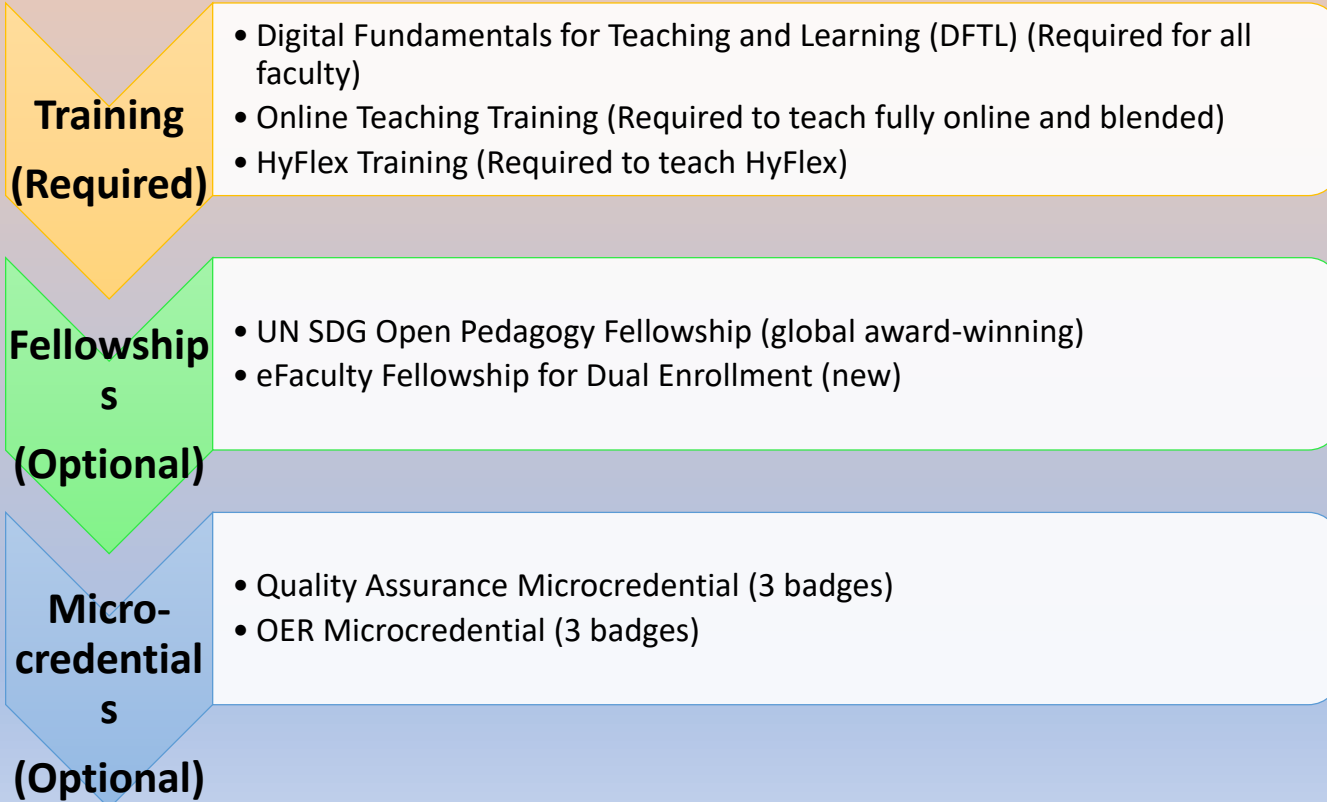 Training
(Required)
• Digital Fundamentals for Teaching and Learning (DFTL) (Required for all
faculty)
• Online Teaching Training (Required to teach fully online and blended)
• HyFlex Training (Required to teach HyFlex)
Fellowship
s
(Optional)
• UN SDG Open Pedagogy Fellowship (global award-winning)
• eFaculty Fellowship for Dual Enrollment (new)
Micro-
credential
s
(Optional)
• Quality Assurance Microcredential (3 badges)
• OER Microcredential (3 badges)